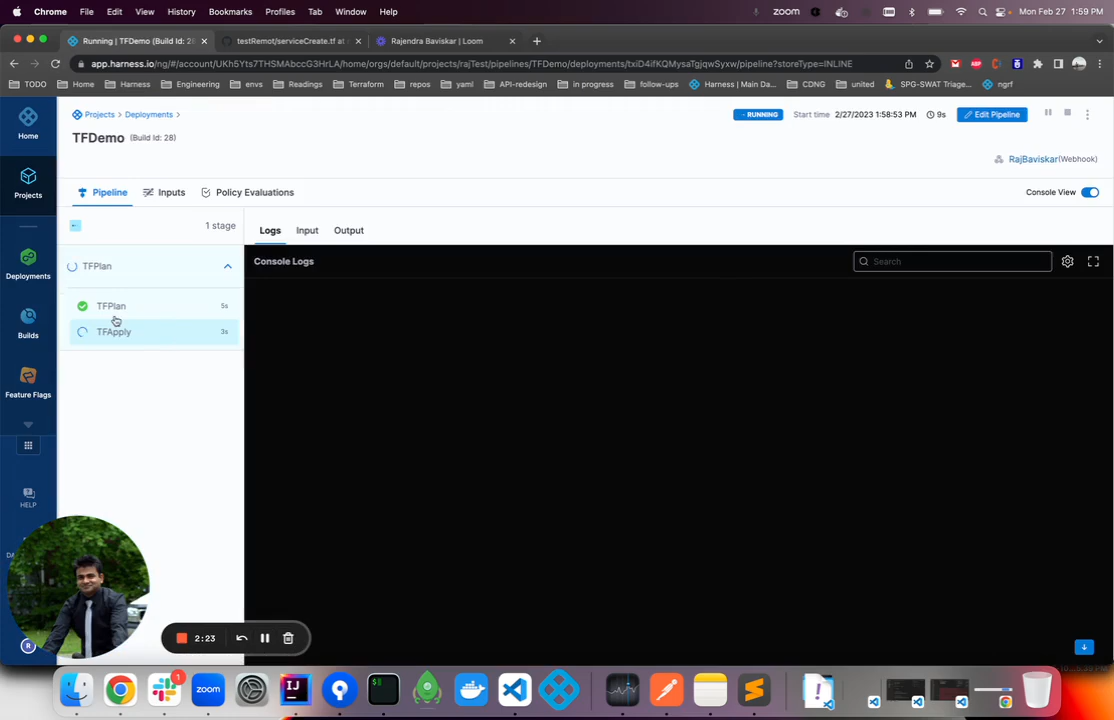 Chrome File Edit View History Bookmarks Profiles Tab Window Help zoom Mon Feb 27 1:59 PM
Running | TFDemo (Build Id: 28 testRemot/serviceCreate.tf at Rajendra Baviskar | Loom
app.harness.io/ng/#/account/UKh5Yts7THSMAbccG3HrLA/home/orgs/default/projects/rajTest/pipelines/TFDemo/deployments/txiD4ifKQMysaTgjqwSyxw/pipeline?storeType=INLINE
TODO Home Harness Engineering envs Readings Terraform repos yaml API-redesign in progress follow-ups Harness | Main Da... CDNG united SPG-SWAT Triage... ngrf
Home
Projects
Deployments
Builds
Feature Flags
HELP
R
Projects > Deployments >
RUNNING Start time 2/27/2023 1:58:53 PM 9s Edit Pipeline
TFDemo (Build Id: 28)
RajBaviskar(Webhook)
Pipeline Inputs Policy Evaluations
Console View
1 stage
TFPlan
TFPlan 5s
TFApply 3s
Logs Input Output
Console Logs
Search
2:23
1
zoom
IJ
$